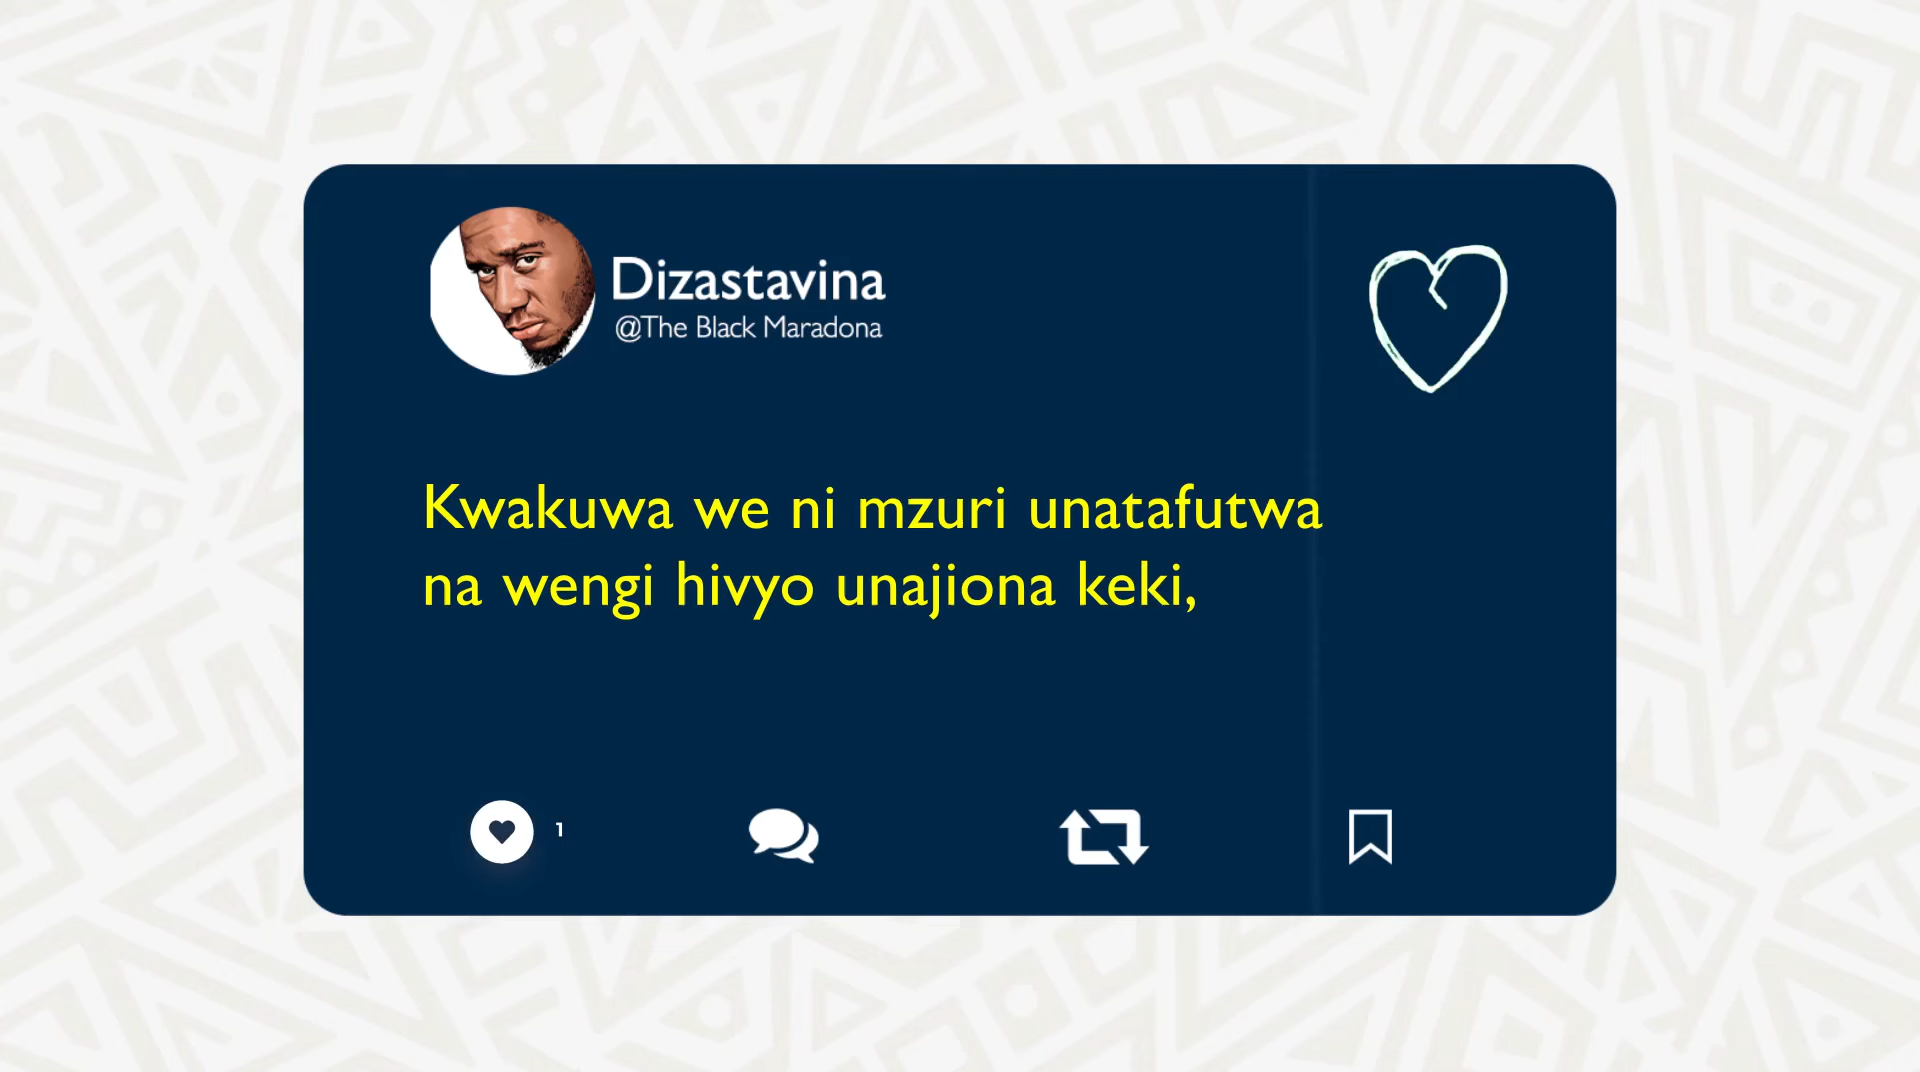 Dizastavina
@The Black Maradona
Kwakuwa we ni mzuri unatafutwa
na wengi hivyo unajiona keki,
1